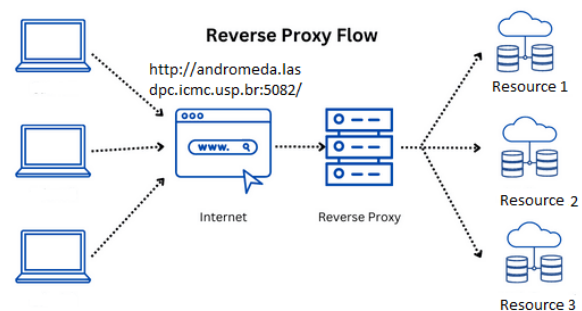 Reverse Proxy Flow
http://andromeda.las
dpc.icmc.usp.br:5082/
www.
Internet
Reverse Proxy
Resource 1
Resource 2
Resource 3